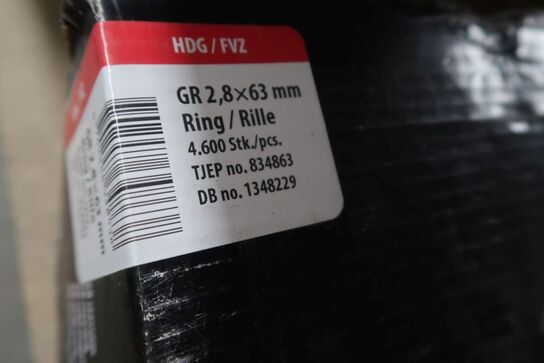 HDG / FVZ
GR 2,8×63 mm
Ring / Rille
4.600 Stk./pcs.
TJEP no. 834863
DB no. 1348229